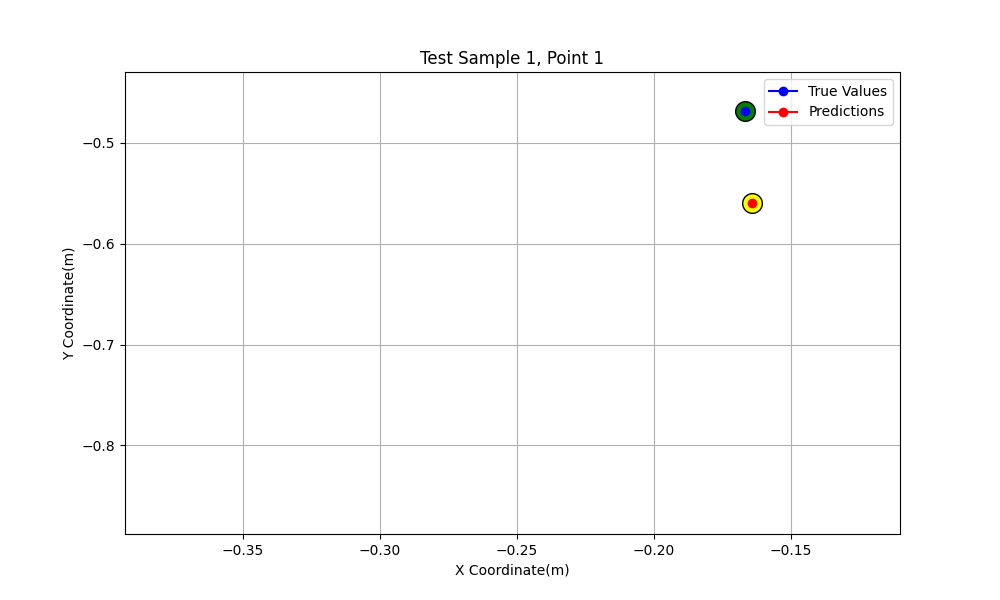 Test Sample 1, Point 1
True Values
Predictions
−0.5
−0.6
−0.7
−0.8
Y Coordinate(m)
−0.35
−0.30
−0.25
−0.20
−0.15
X Coordinate(m)